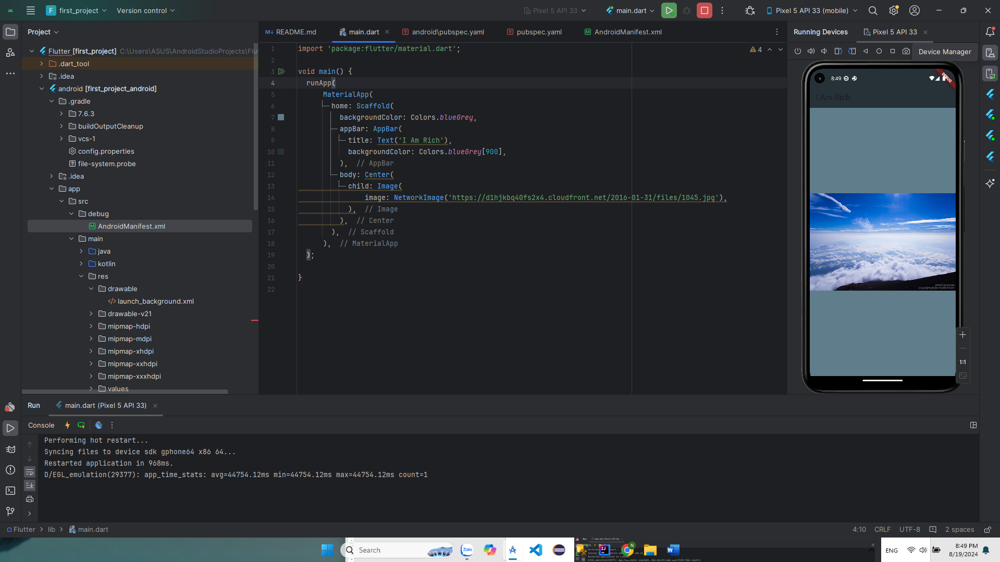 F first_project Version control Pixel 5 API 33 main.dart Pixel 5 API 33 (mobile)
Project
README.md main.dart android\pubspec.yaml pubspec.yaml AndroidManifest.xml
Running Devices Pixel 5 API 33
Device Manager
Flutter [first_project] C:\Users\ASUS\AndroidStudioProjects\Flu
.dart_tool
.idea
android [first_project_android]
.gradle
7.6.3
buildOutputCleanup
vcs-1
config.properties
file-system.probe
.idea
app
src
debug
AndroidManifest.xml
main
java
kotlin
res
drawable
launch_background.xml
drawable-v21
mipmap-hdpi
mipmap-mdpi
mipmap-xhdpi
mipmap-xxhdpi
mipmap-xxxhdpi
values
4
1 import 'package:flutter/material.dart';
2
3 void main() {
4 runApp(
5 MaterialApp(
6 home: Scaffold(
7 backgroundColor: Colors.blueGrey,
8 appBar: AppBar(
9 title: Text('I Am Rich'),
10 backgroundColor: Colors.blueGrey[900],
11 ), // AppBar
12 body: Center(
13 child: Image(
14 image: NetworkImage('https://d1hjkbq40fs2x4.cloudfront.net/2016-01-31/files/1045.jpg'),
15 ), // Image
16 ), // Center
17 ), // Scaffold
18 ), // MaterialApp
19 );
20
21 }
22
8:49
DEBUG
I Am Rich
1:1
Run main.dart (Pixel 5 API 33)
Console
Performing hot restart...
Syncing files to device sdk gphone64 x86 64...
Restarted application in 968ms.
D/EGL_emulation(29377): app_time_stats: avg=44754.12ms min=44754.12ms max=44754.12ms count=1
Flutter > lib > main.dart
4:10 CRLF UTF-8 2 spaces
Search
Zalo
N
W
ENG
8:49 PM
8/19/2024